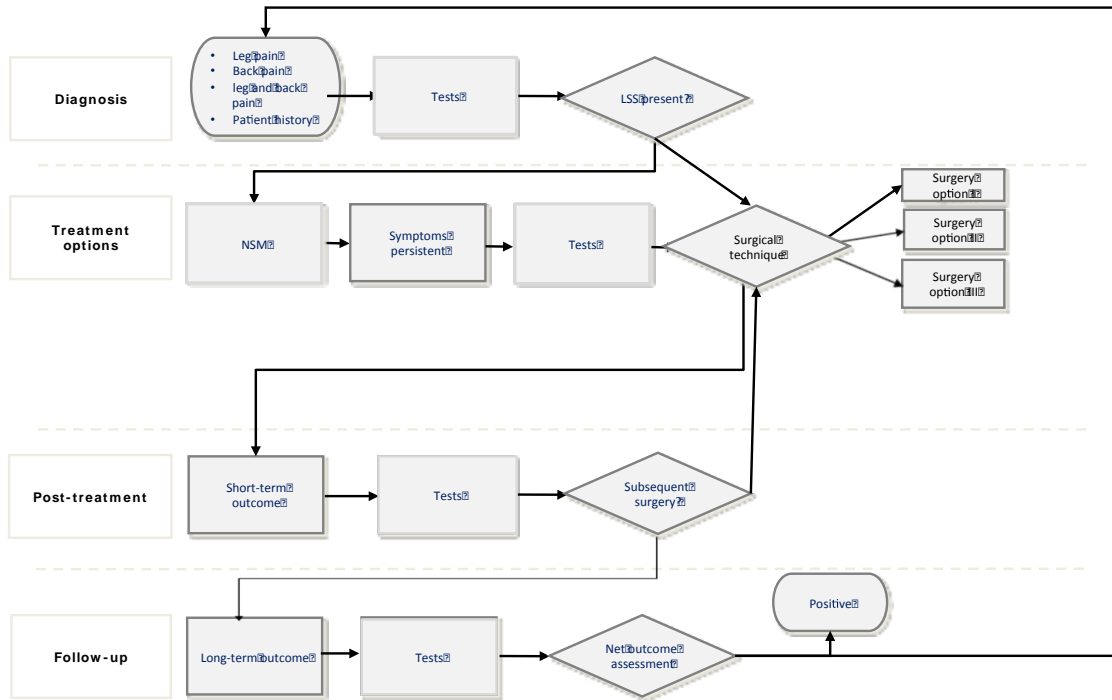 Diagnosis
• Leg pain
• Back pain
• leg and back
pain
• Patient history
Tests
LSS present?
Treatment
options
NSM
Symptoms
persistent
Tests
Surgical
technique
Surgery
option I
Surgery
option II
Surgery
option III
Post-treatment
Short-term
outcome
Tests
Subsequent
surgery?
Follow-up
Long-term outcome
Tests
Net outcome
assessment
Positive